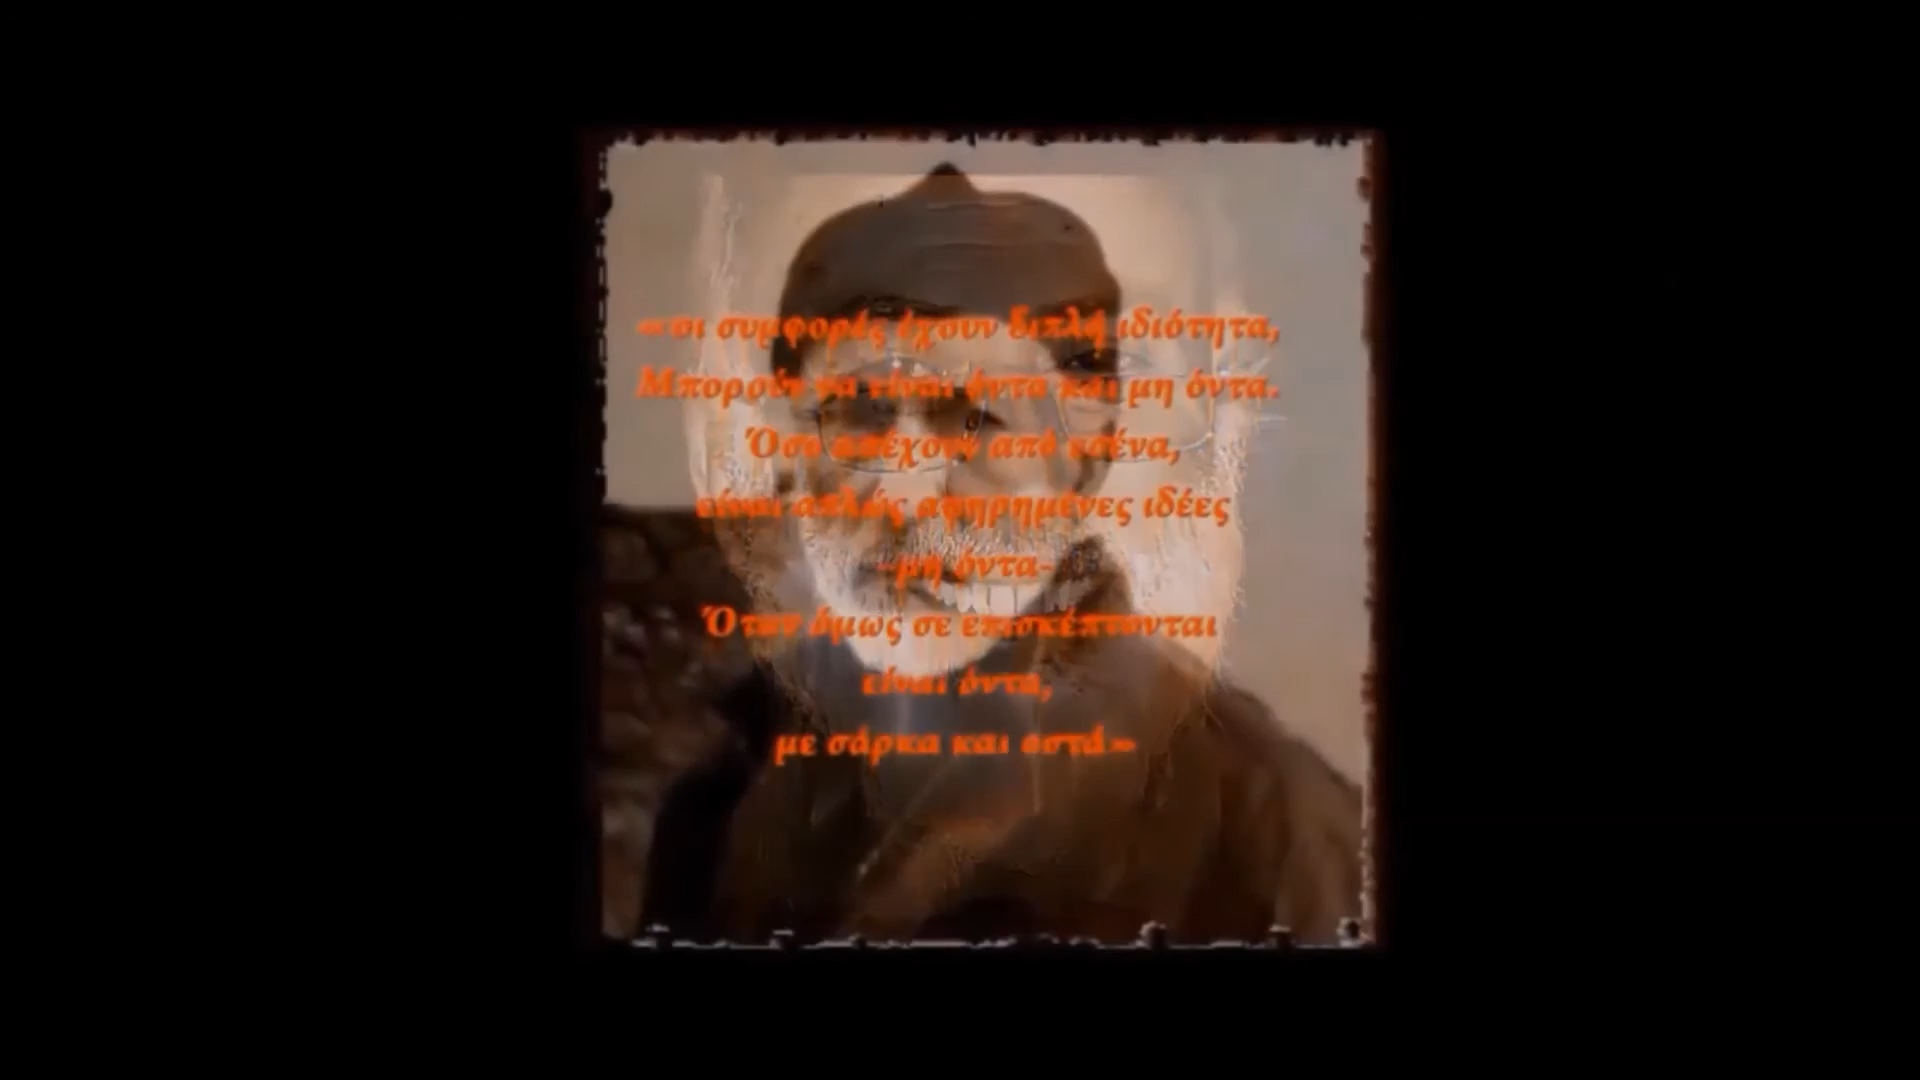 «οι συμφορές έχουν διπλή ιδιότητα,
Μπορούν να είναι όντα και μη όντα.
Όσο απέχουν από εσένα,
είναι απλώς αφηρημένες ιδέες
-μη όντα-
Όταν όμως σε επισκέπτονται
είναι όντα,
με σάρκα και οστά»